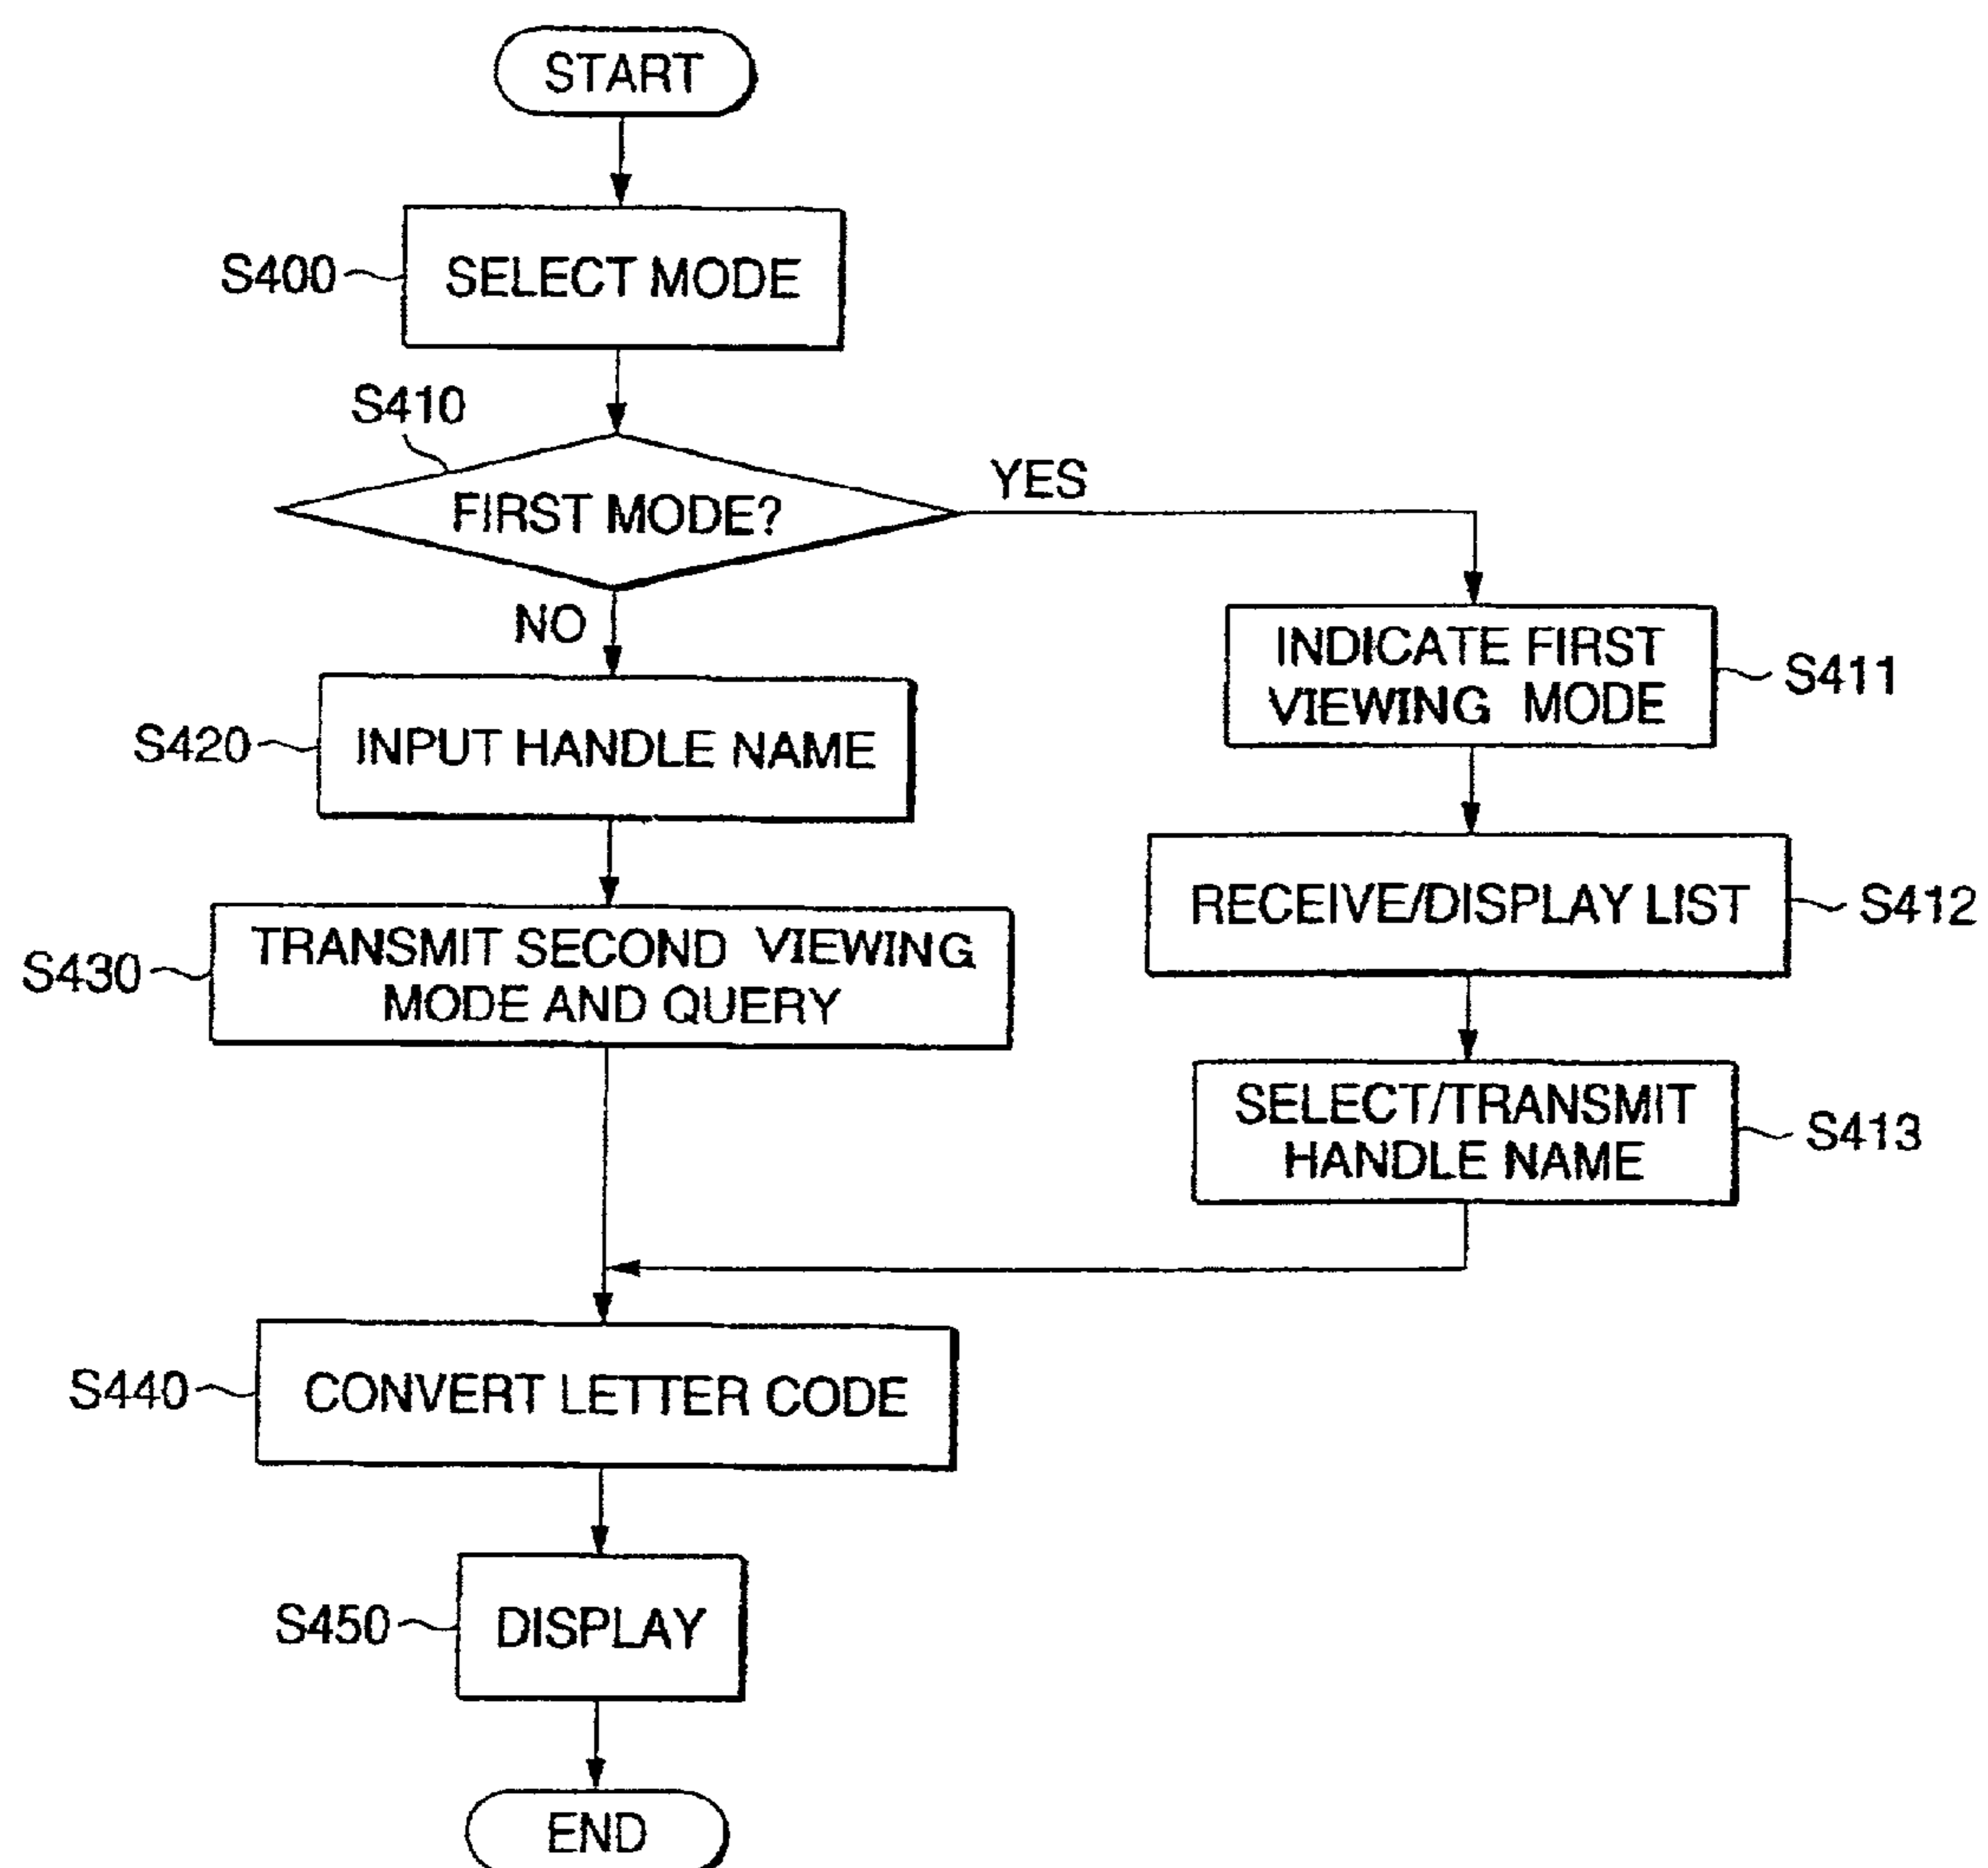 START
S400
SELECT MODE
S410
FIRST MODE?
YES
NO
INDICATE FIRST
VIEWING MODE
S411
S420
INPUT HANDLE NAME
RECEIVE/DISPLAY LIST
S412
S430
TRANSMIT SECOND VIEWING
MODE AND QUERY
SELECT/TRANSMIT
HANDLE NAME
S413
S440
CONVERT LETTER CODE
S450
DISPLAY
END